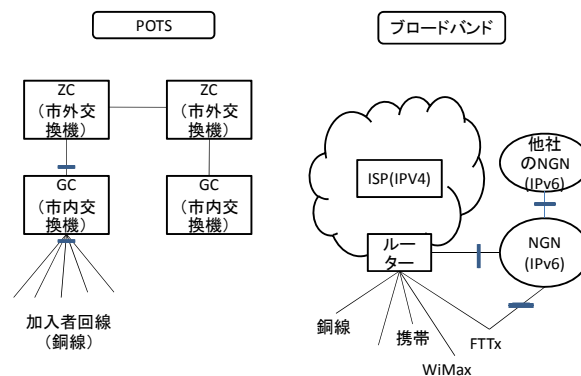 POTS
ZC
(市外交
換機)
ZC
(市外交
換機)
GC
(市内交
換機)
GC
(市内交
換機)
加入者回線
(銅線)
ブロードバンド
ISP(IPV4)
他社
のNGN
(IPv6)
ルー
ター
NGN
(IPv6)
銅線
携帯
WiMax
FTTx